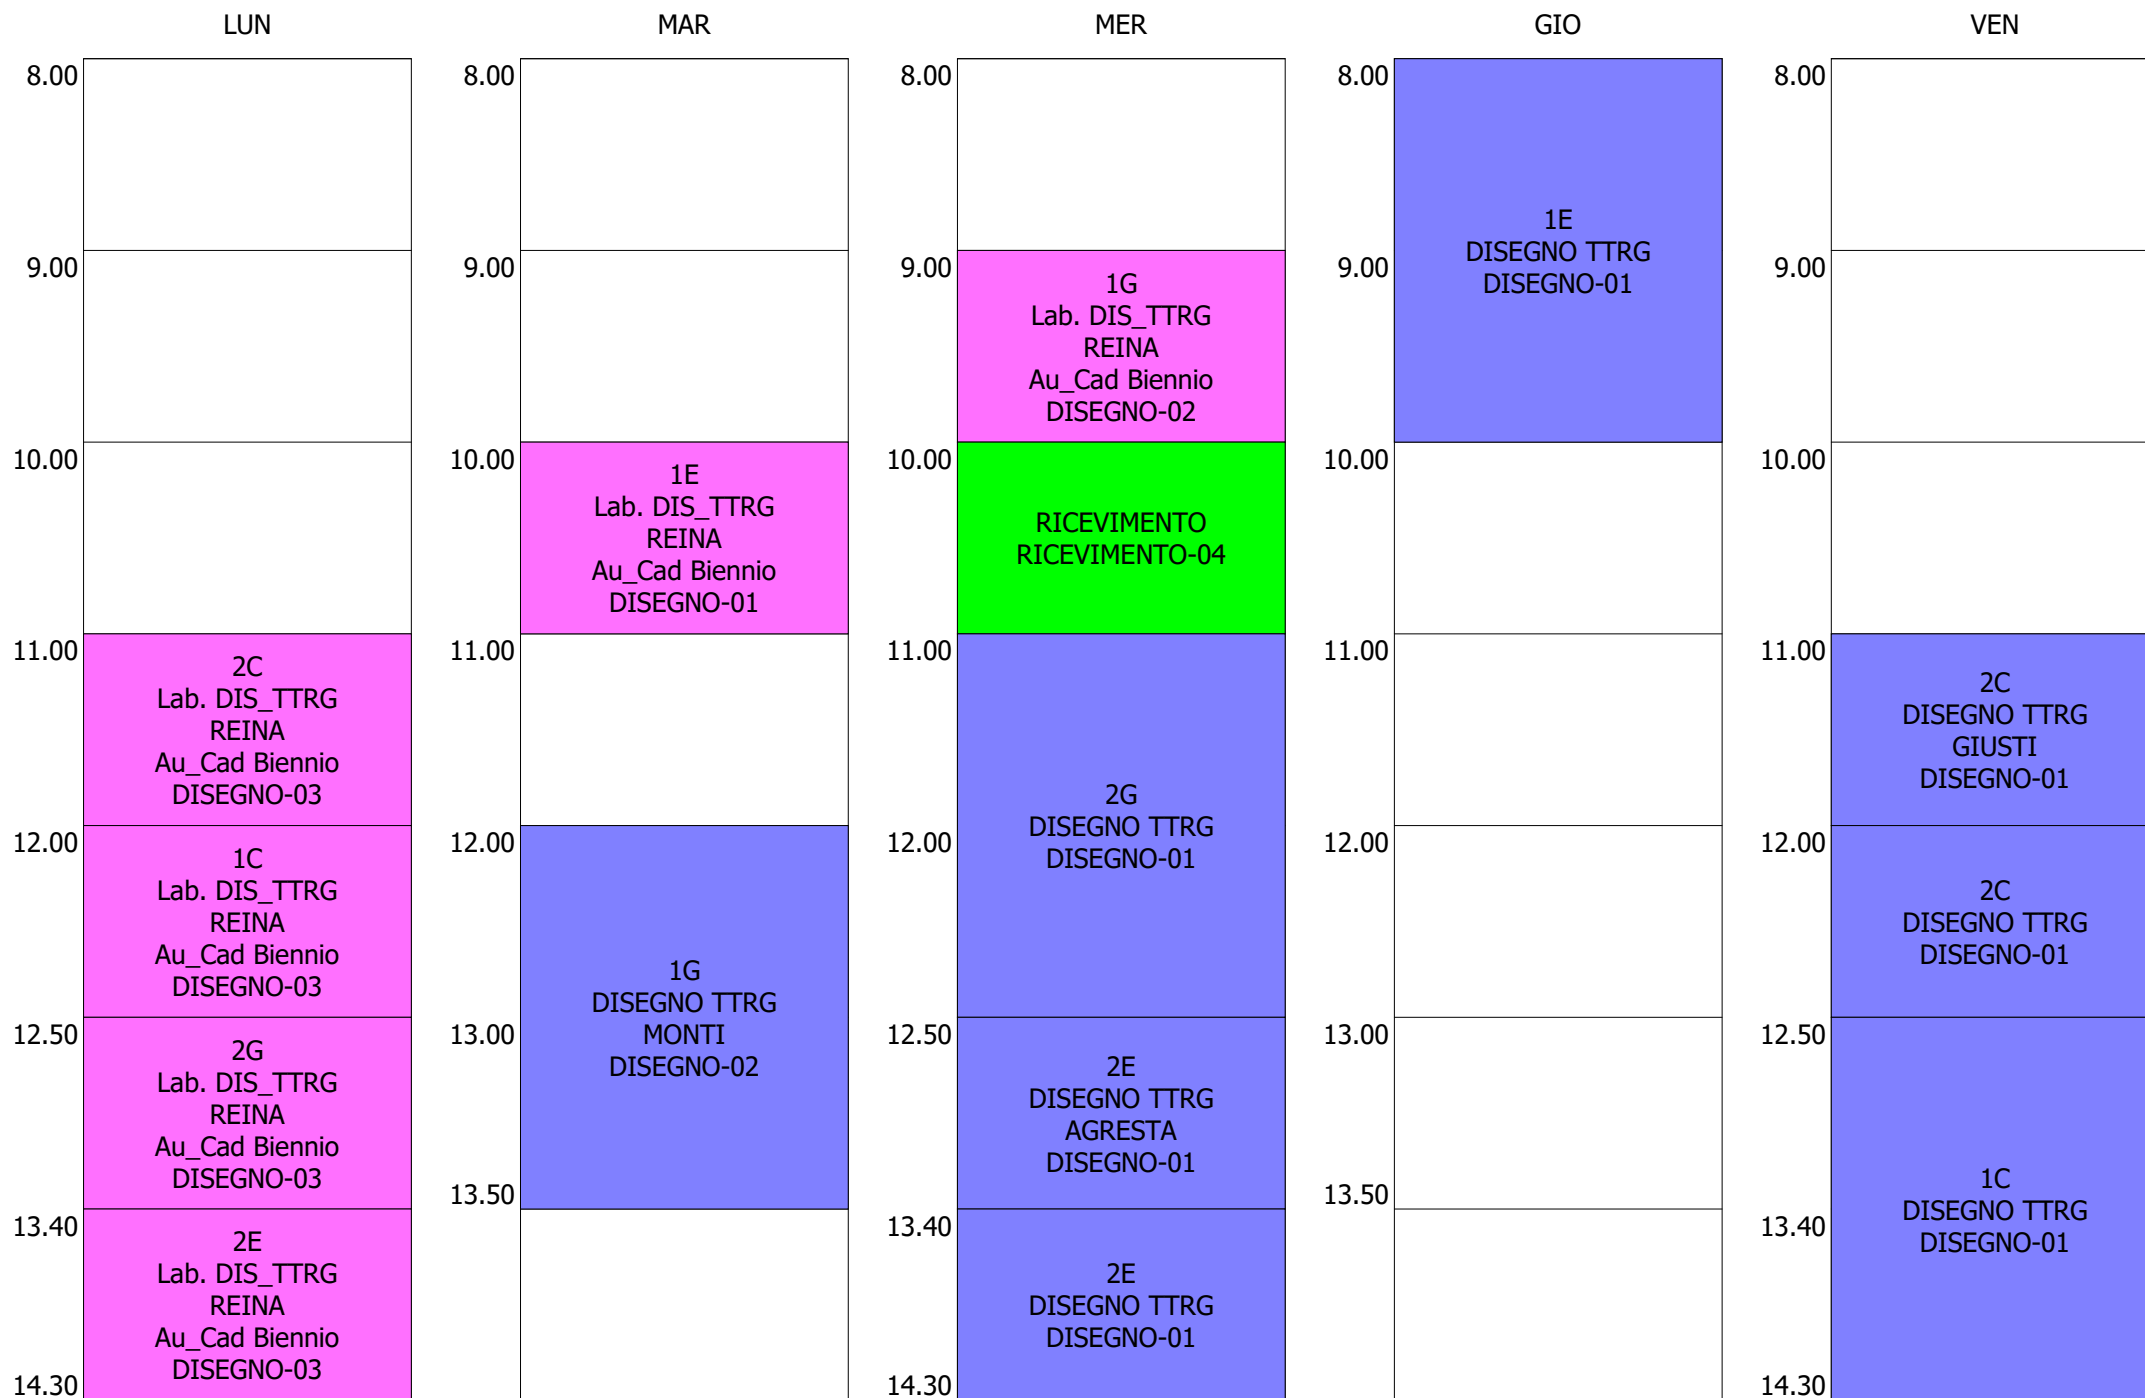 LUN
8.00
9.00
10.00
11.00
2C
Lab. DIS_TTRG
REINA
Au_Cad Biennio
DISEGNO-03
12.00
1C
Lab. DIS_TTRG
REINA
Au_Cad Biennio
DISEGNO-03
12.50
2G
Lab. DIS_TTRG
REINA
Au_Cad Biennio
DISEGNO-03
13.40
2E
Lab. DIS_TTRG
REINA
Au_Cad Biennio
DISEGNO-03
14.30
MAR
8.00
9.00
10.00
1E
Lab. DIS_TTRG
REINA
Au_Cad Biennio
DISEGNO-01
11.00
12.00
1G
DISEGNO TTRG
MONTI
DISEGNO-02
13.00
13.50
MER
8.00
9.00
1G
Lab. DIS_TTRG
REINA
Au_Cad Biennio
DISEGNO-02
10.00
RICEVIMENTO
RICEVIMENTO-04
11.00
2G
DISEGNO TTRG
DISEGNO-01
12.00
12.50
2E
DISEGNO TTRG
AGRESTA
DISEGNO-01
13.40
2E
DISEGNO TTRG
DISEGNO-01
14.30
GIO
8.00
1E
DISEGNO TTRG
DISEGNO-01
9.00
10.00
11.00
12.00
13.00
13.50
VEN
8.00
9.00
10.00
11.00
2C
DISEGNO TTRG
GIUSTI
DISEGNO-01
12.00
2C
DISEGNO TTRG
DISEGNO-01
12.50
1C
DISEGNO TTRG
DISEGNO-01
13.40
14.30